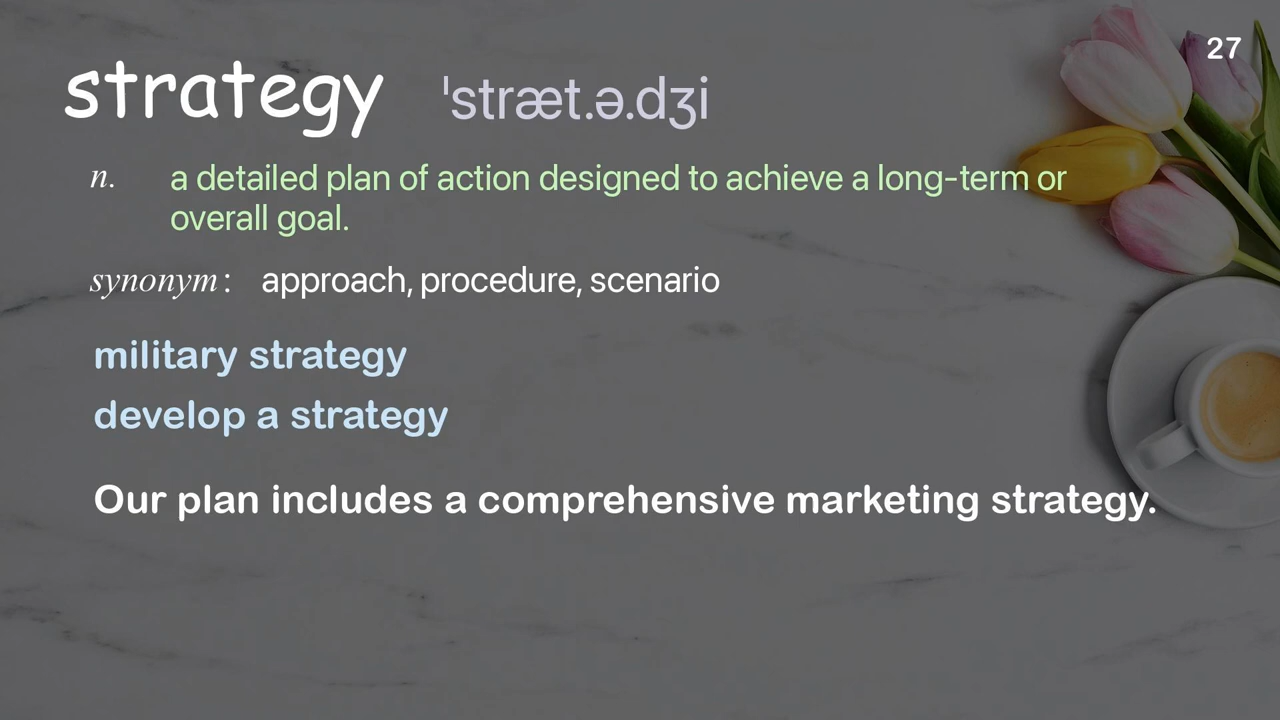 27
strategy ˈstræt.ə.dʒi
n. a detailed plan of action designed to achieve a long-term or
overall goal.
synonym: approach, procedure, scenario
military strategy
develop a strategy
Our plan includes a comprehensive marketing strategy.